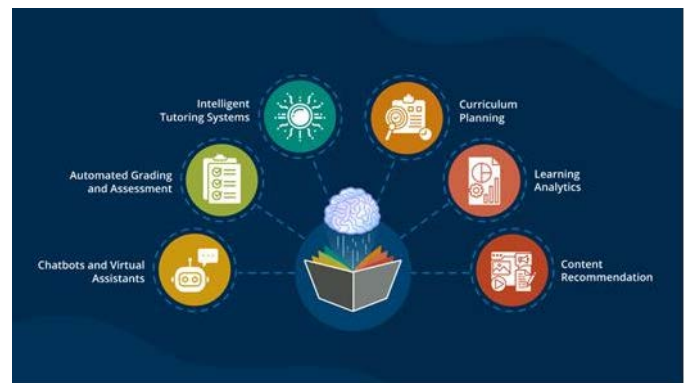 Intelligent
Tutoring Systems
Curriculum
Planning
Automated Grading
and Assessment
Learning
Analytics
Chatbots and Virtual
Assistants
Content
Recommendation